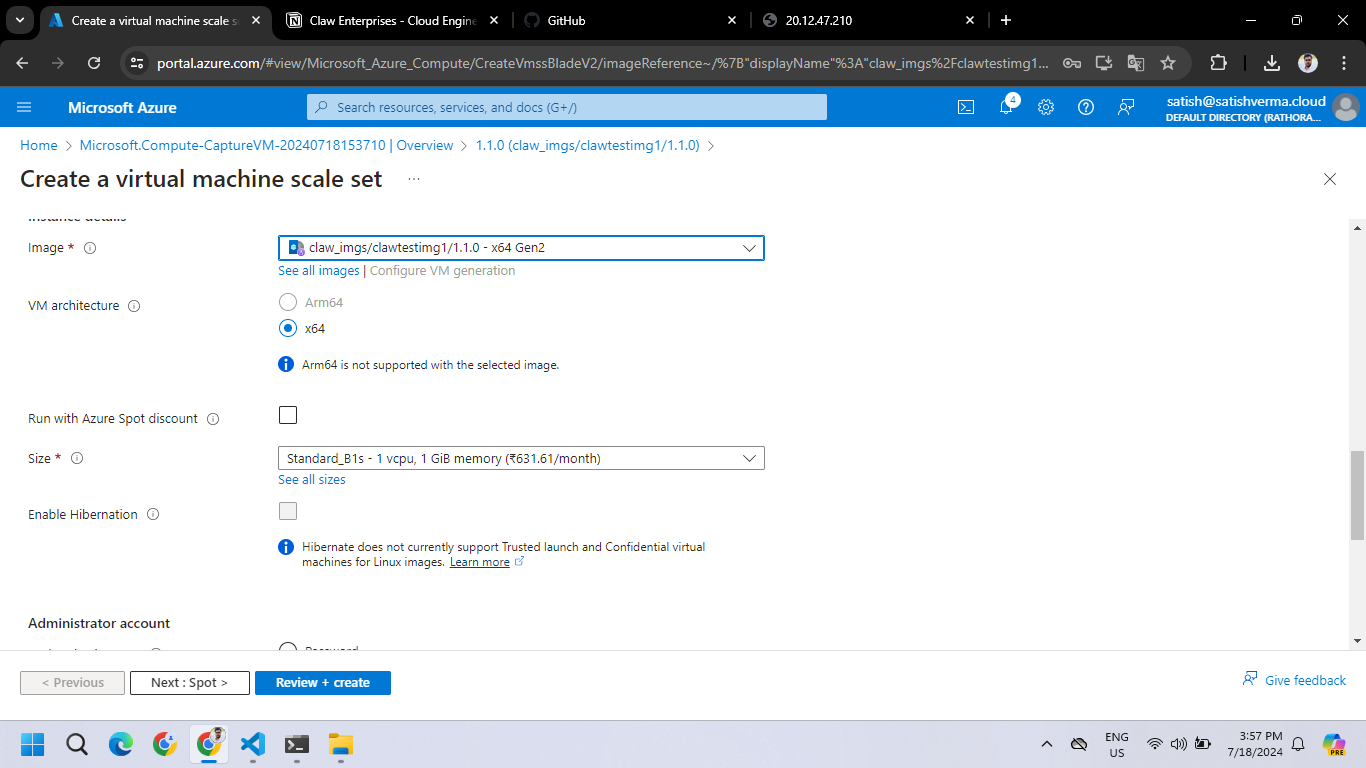 Create a virtual machine scale s
Claw Enterprises - Cloud Engine
GitHub
20.12.47.210
portal.azure.com/#view/Microsoft_Azure_Compute/CreateVmssBladeV2/imageReference~/%7B"displayName"%3A"claw_imgs%2Fclawtestimg1...
Microsoft Azure
Search resources, services, and docs (G+/)
4
satish@satishverma.cloud
DEFAULT DIRECTORY (RATHORA...
Home > Microsoft.Compute-CaptureVM-20240718153710 | Overview > 1.1.0 (claw_imgs/clawtestimg1/1.1.0) >
Create a virtual machine scale set ...
Instance details
Image *
claw_imgs/clawtestimg1/1.1.0 - x64 Gen2
See all images | Configure VM generation
VM architecture
Arm64
x64
Arm64 is not supported with the selected image.
Run with Azure Spot discount
Size *
Standard_B1s - 1 vcpu, 1 GiB memory (₹631.61/month)
See all sizes
Enable Hibernation
Hibernate does not currently support Trusted launch and Confidential virtual
machines for Linux images. Learn more
Administrator account
Password
< Previous
Next : Spot >
Review + create
Give feedback
ENG
US
3:57 PM
7/18/2024
PRE